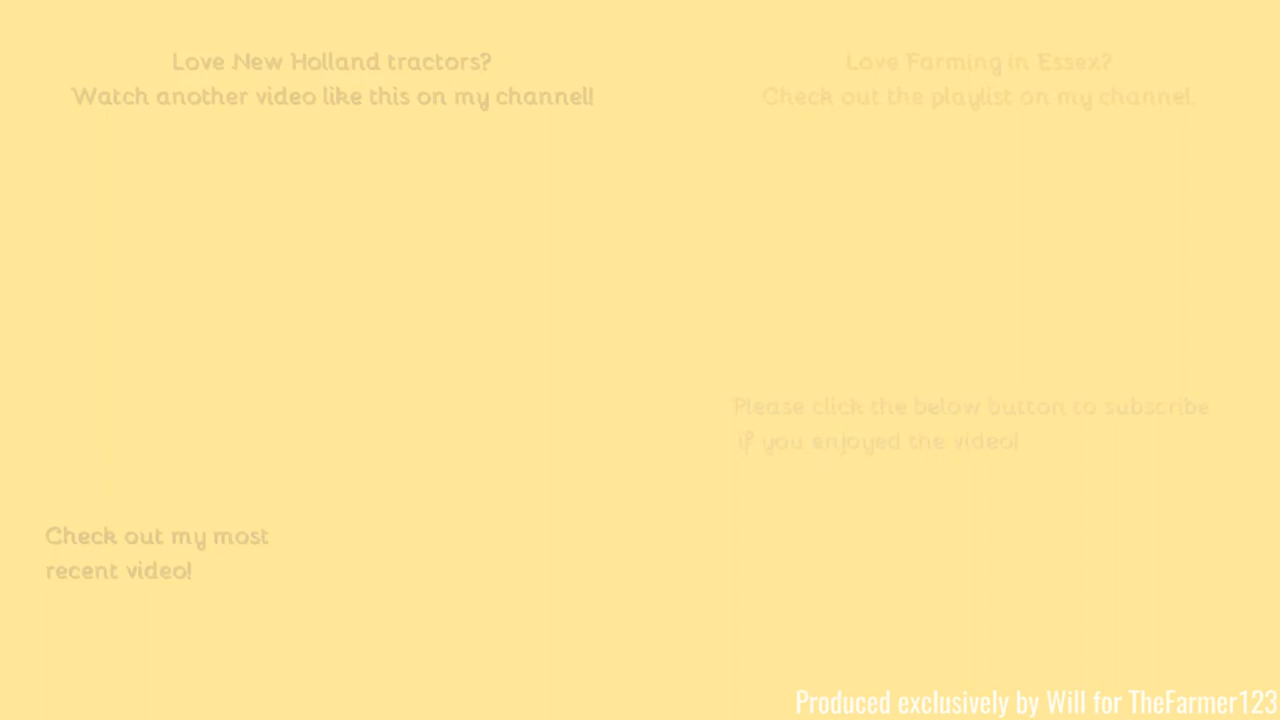 Love New Holland tractors?
Watch another video like this on my channel!
Love Farming in Essex?
Check out the playlist on my channel.
Please click the below button to subscribe
if you enjoyed the video!
Check out my most
recent video!
Produced exclusively by Will for TheFarmer123